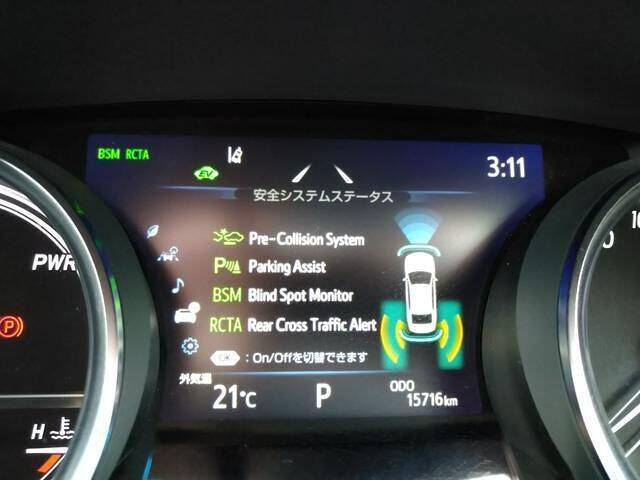 BSM RCTA
EV
3:11
安全システムステータス
Pre-Collision System
P Parking Assist
BSM Blind Spot Monitor
RCTA Rear Cross Traffic Alert
OK :On/Offを切替できます
外気温
21℃
P
ODO
15716km
PWR
P
H